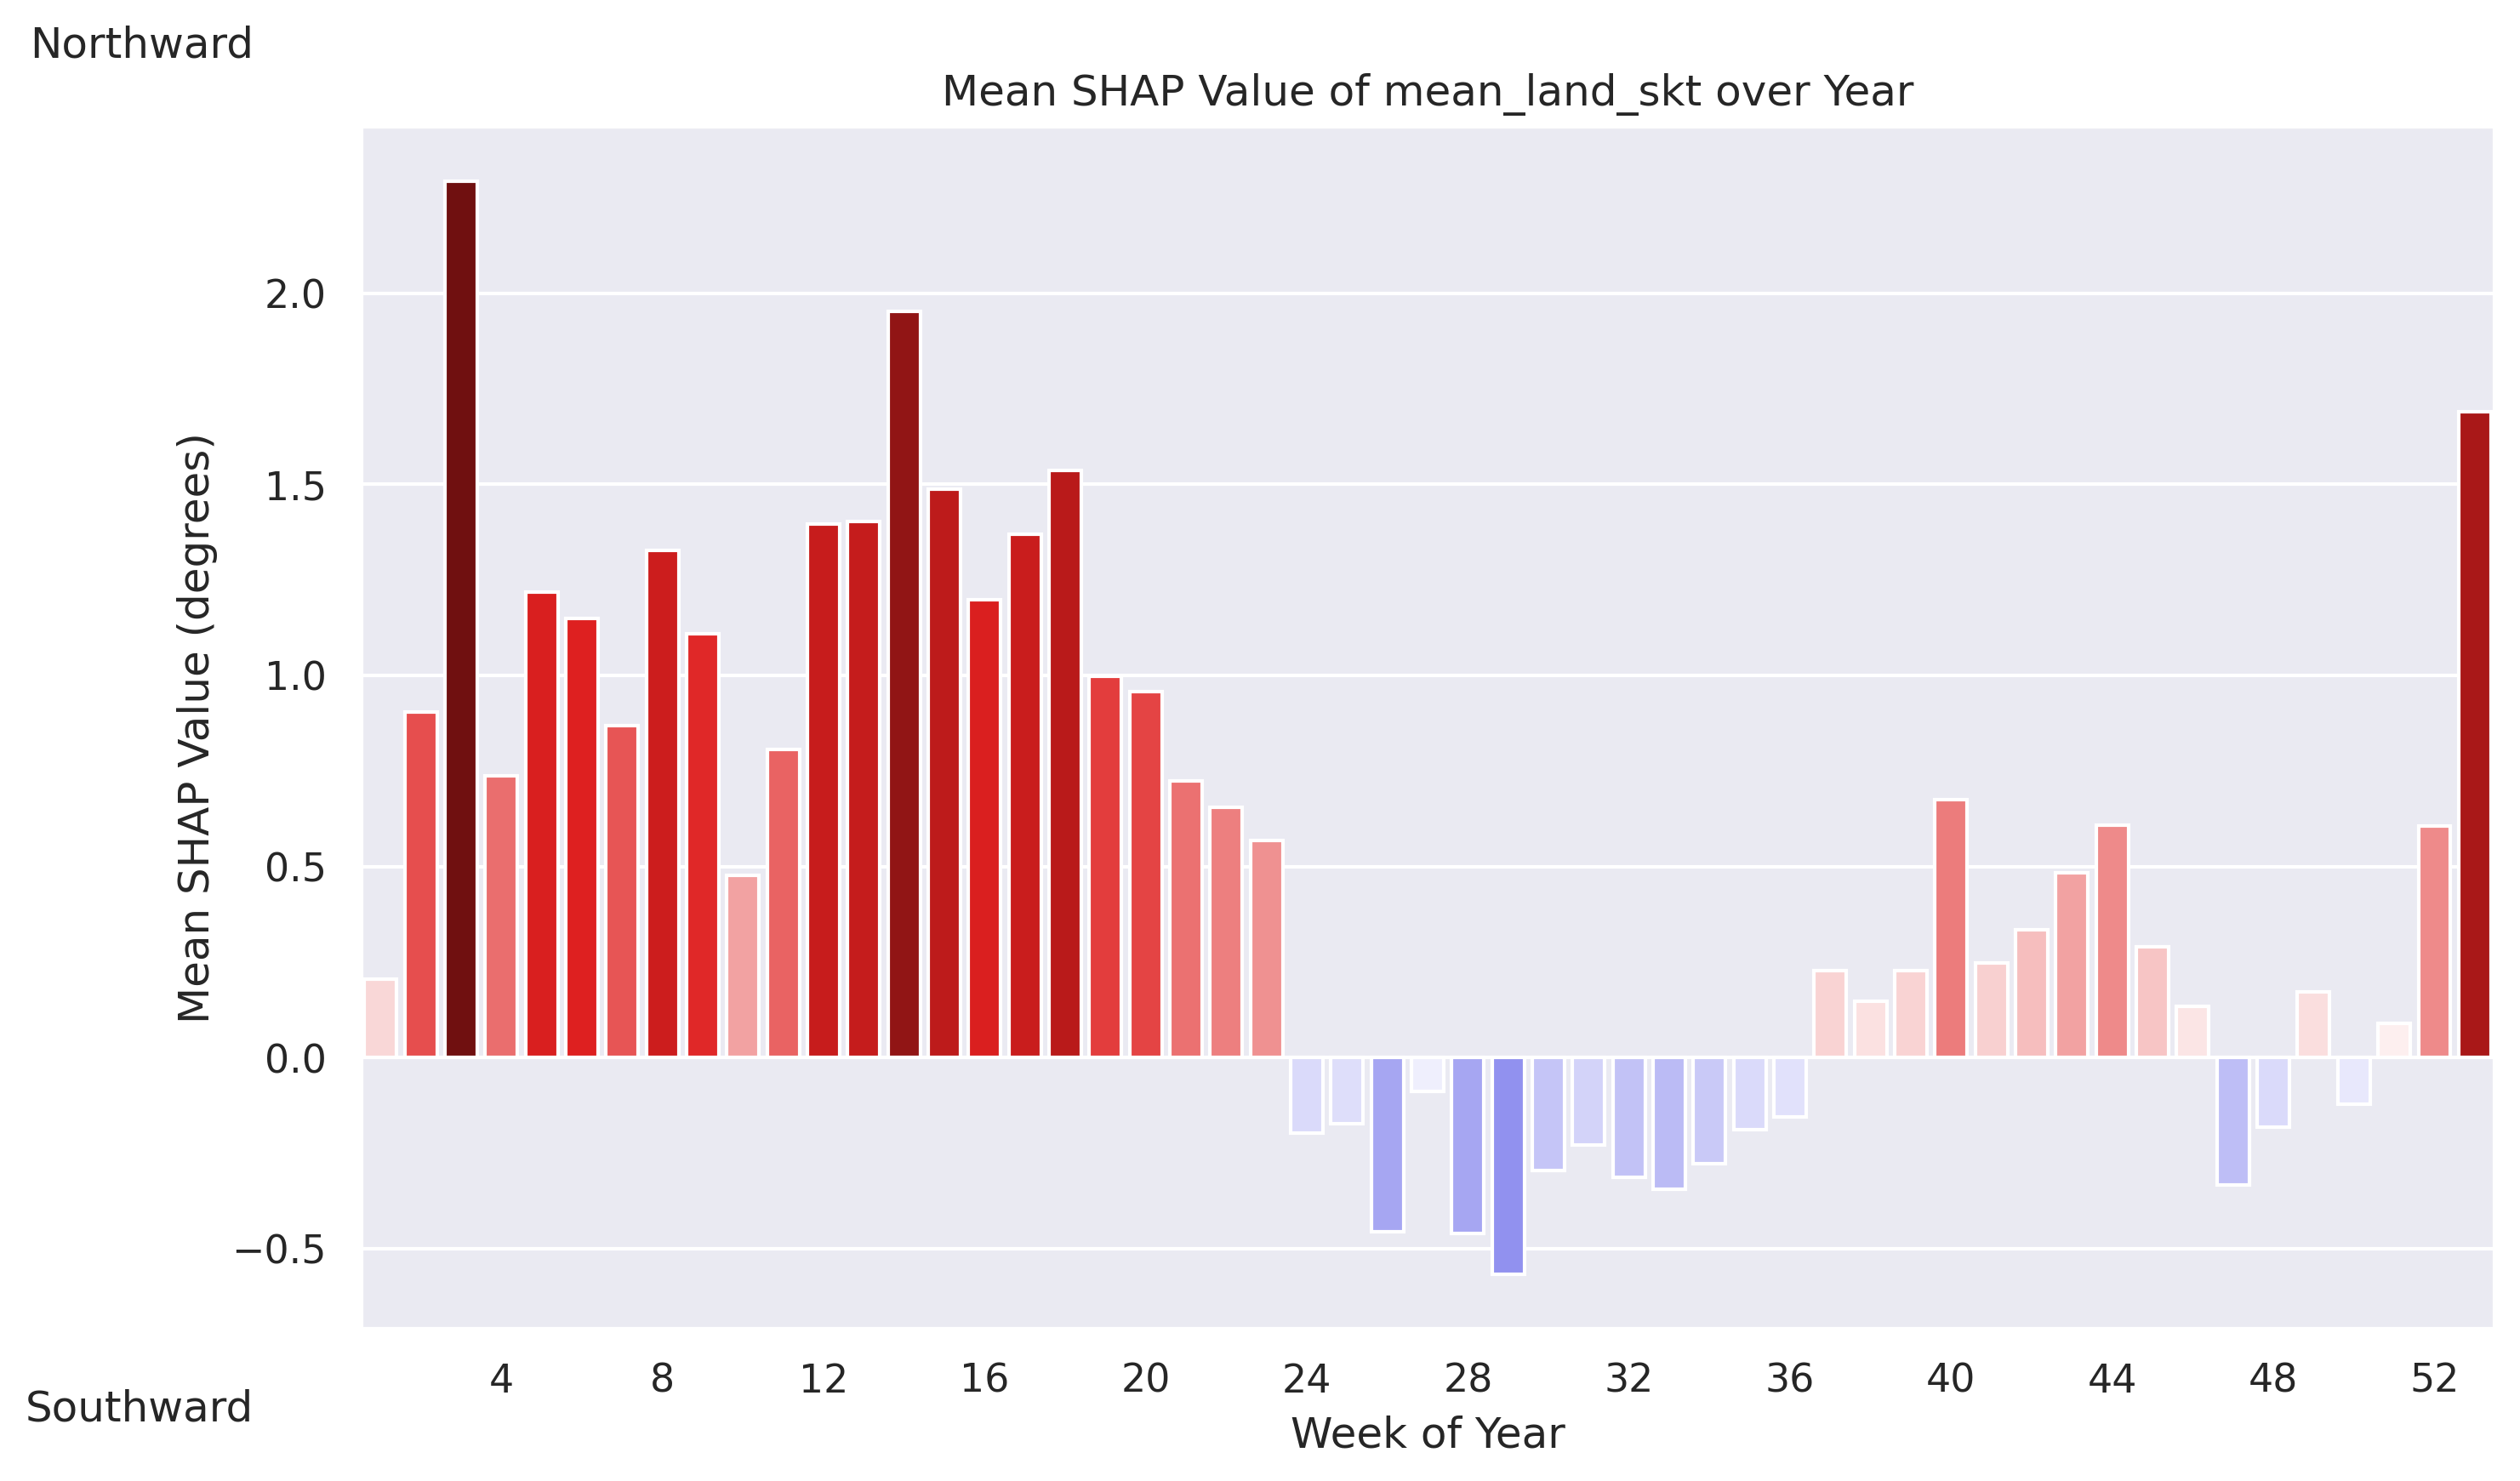 Northward
Mean SHAP Value of mean_land_skt over Year
Mean SHAP Value (degrees)
2.0
1.5
1.0
0.5
0.0
−0.5
4 8 12 16 20 24 28 32 36 40 44 48 52
Southward
Week of Year